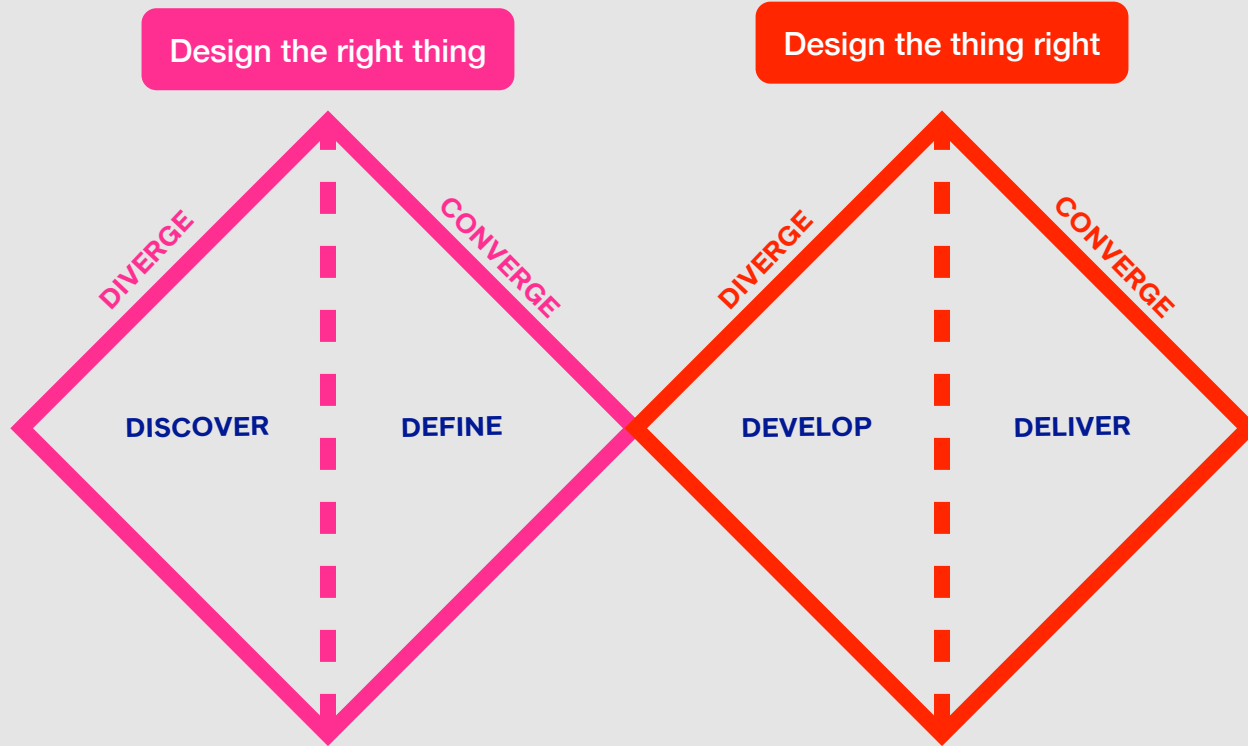 Design the right thing
Design the thing right
DIVERGE
CONVERGE
DIVERGE
CONVERGE
DISCOVER
DEFINE
DEVELOP
DELIVER